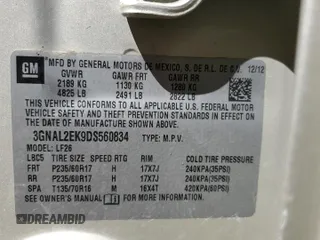 GM
MFD BY GENERAL MOTORS DE MEXICO, S. DE R.L. DE C.V.
GVWR GAWR FRT GAWR RR 12/12
2189 KG 1130 KG 1280 KG
4825 LB 2491 LB 2822 LB
THIS VEHICLE CONFORMS TO ALL APPLICABLE U.S. FEDERAL MOTOR VEHICLE SAFETY AND THEFT PREVENTION STANDARDS IN EFFECT ON THE DATE OF MANUFACTURE SHOWN ABOVE.
3GNAL2EK9DS560834 TYPE: M.P.V.
MODEL: LF26
LBC5 TIRE SIZE SPEED RTG RIM COLD TIRE PRESSURE
FRT P235/60R17 H 17X7J 240KPA(35PSI)
RR P235/60R17 H 17X7J 240KPA(35PSI)
SPA T135/70R16 M 16X4T 420KPA(60PSI)
SEE OWNER'S MANUAL FOR
MORE INFORMATION
DRIVABID